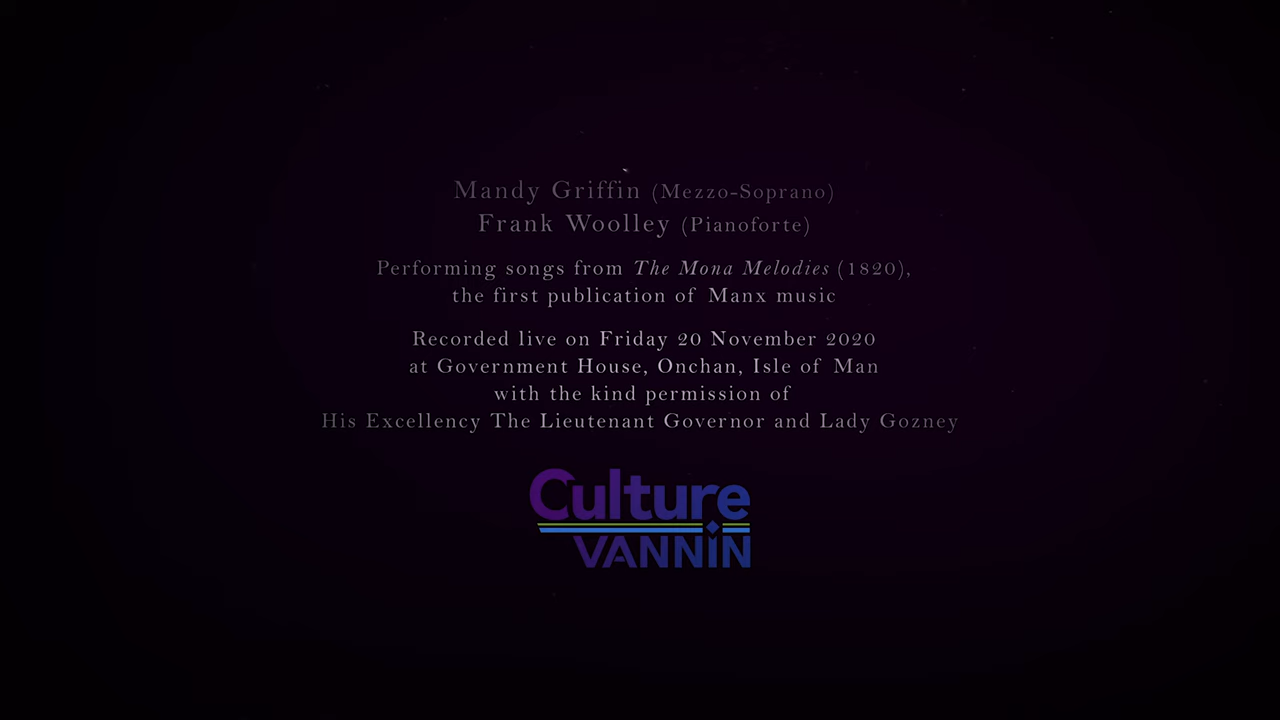 Mandy Griffin (Mezzo-Soprano)
Frank Woolley (Pianoforte)
Performing songs from The Mona Melodies (1820),
the first publication of Manx music
Recorded live on Friday 20 November 2020
at Government House, Onchan, Isle of Man
with the kind permission of
His Excellency The Lieutenant Governor and Lady Gozney
Culture
VANNIN